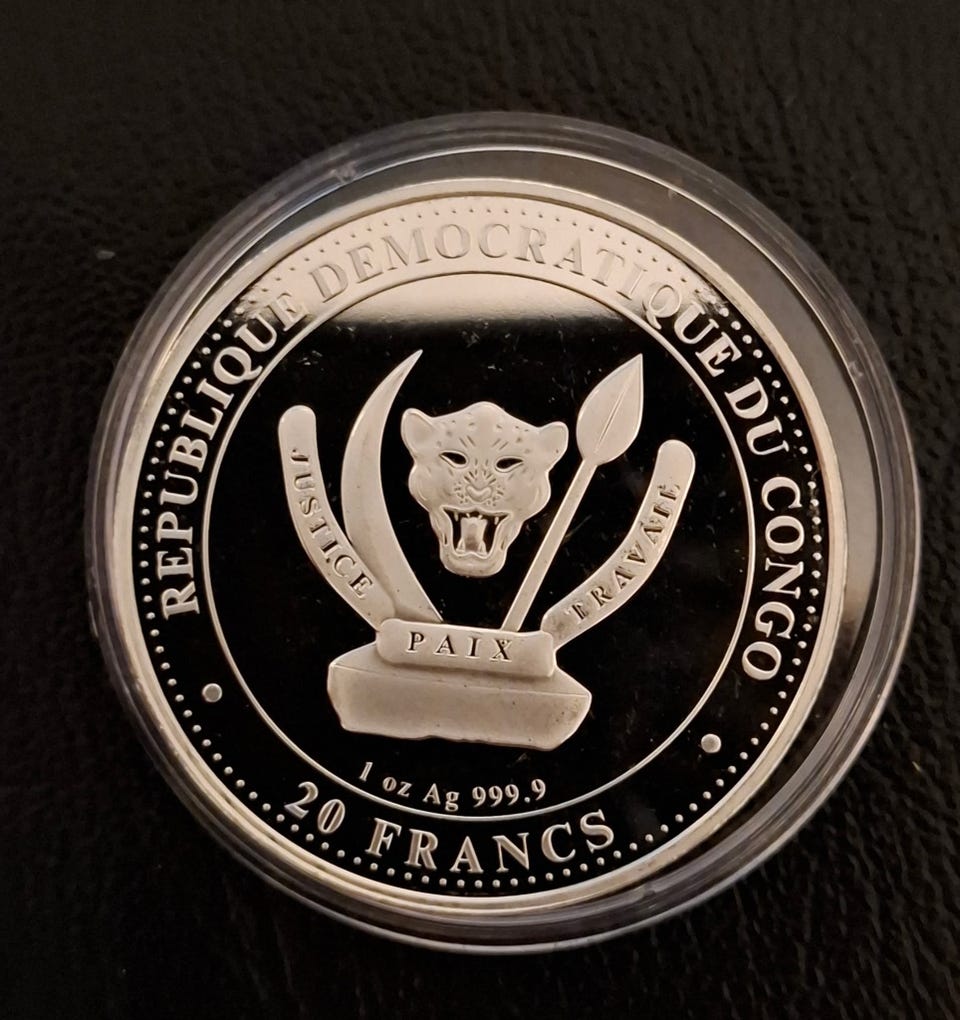 REPUBLIQUE DEMOCRATIQUE DU CONGO
JUSTICE
PAIX
TRAVAIL
1 oz Ag 999.9
20 FRANCS